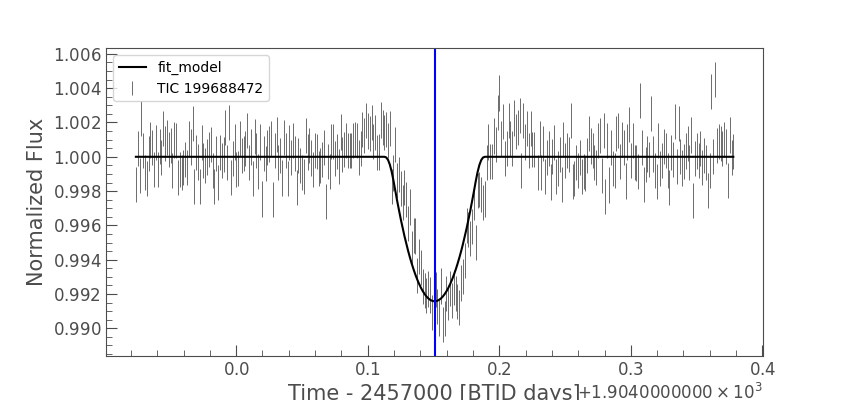 1.006
1.004
1.002
1.000
0.998
0.996
0.994
0.992
0.990
Normalized Flux
fit_model
TIC 199688472
0.0
0.1
0.2
0.3
0.4
Time - 2457000 [BTJD days]
+1.9040000000 × 10³